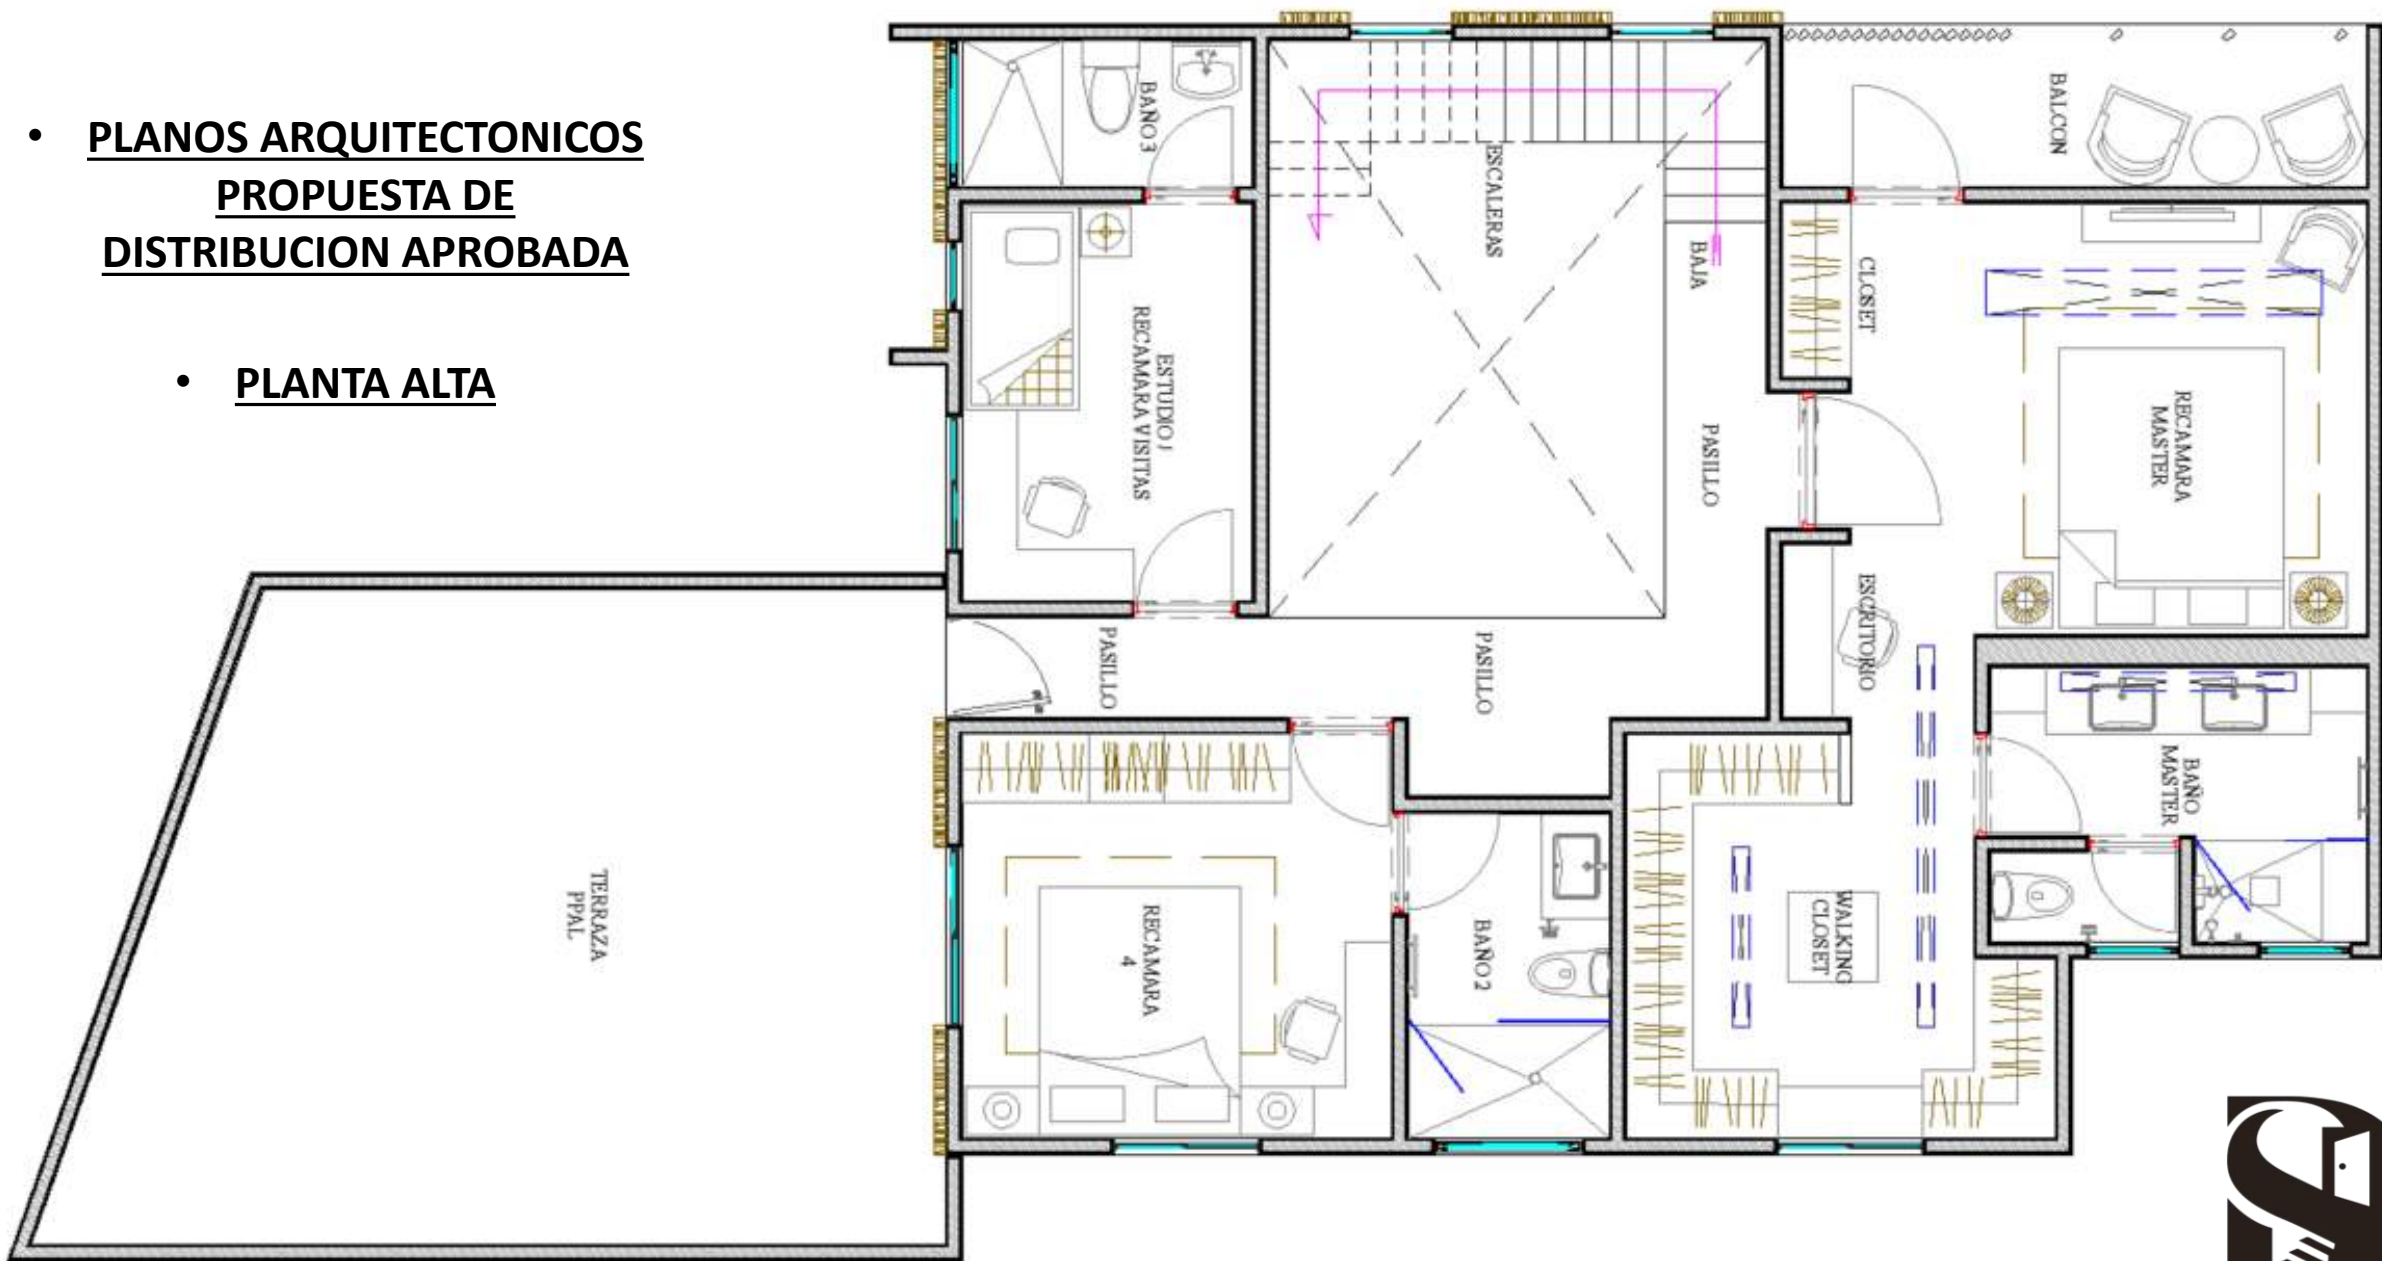 • PLANOS ARQUITECTONICOS
PROPUESTA DE
DISTRIBUCION APROBADA
• PLANTA ALTA
BAÑO 3
ESCALERAS
BAJA
BALCON
CLOSET
ESTUDIO /
RECAMARA VISITAS
PASILLO
RECAMARA
MASTER
ESCRITORIO
PASILLO
PASILLO
BAÑO
MASTER
TERRAZA
PPAL
RECAMARA
4
BAÑO 2
WALKING
CLOSET